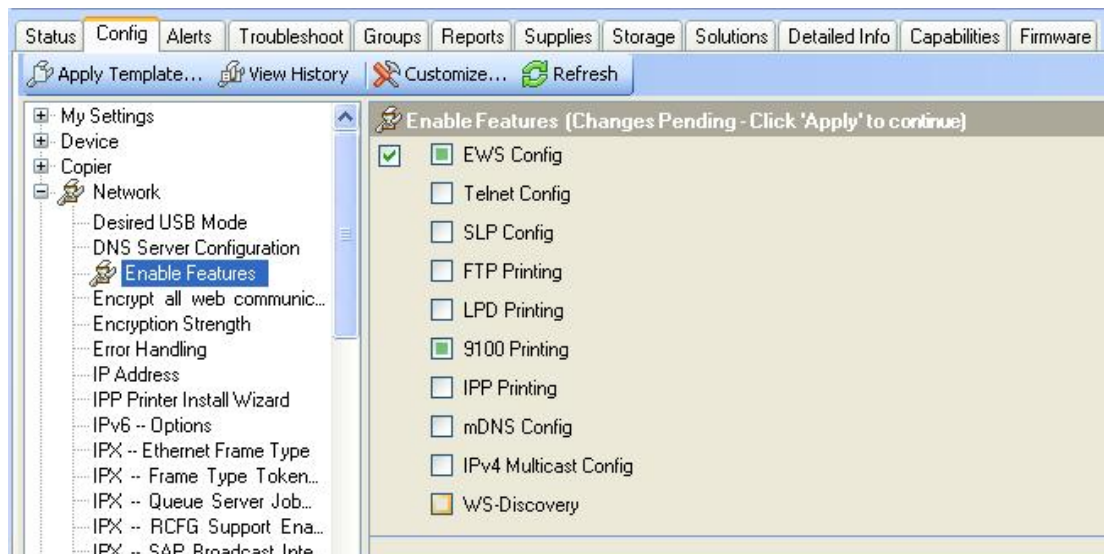 Status Config Alerts Troubleshoot Groups Reports Supplies Storage Solutions Detailed Info Capabilities Firmware
Apply Template... View History Customize... Refresh
My Settings
Device
Copier
Network
Desired USB Mode
DNS Server Configuration
Enable Features
Encrypt all web communic...
Encryption Strength
Error Handling
IP Address
IPP Printer Install Wizard
IPv6 -- Options
IPX -- Ethernet Frame Type
IPX -- Frame Type Token...
IPX -- Queue Server Job...
IPX -- RCFG Support Ena...
IPX -- SAP Broadcast Inte...
Enable Features (Changes Pending - Click 'Apply' to continue)
EWS Config
Telnet Config
SLP Config
FTP Printing
LPD Printing
9100 Printing
IPP Printing
mDNS Config
IPv4 Multicast Config
WS-Discovery